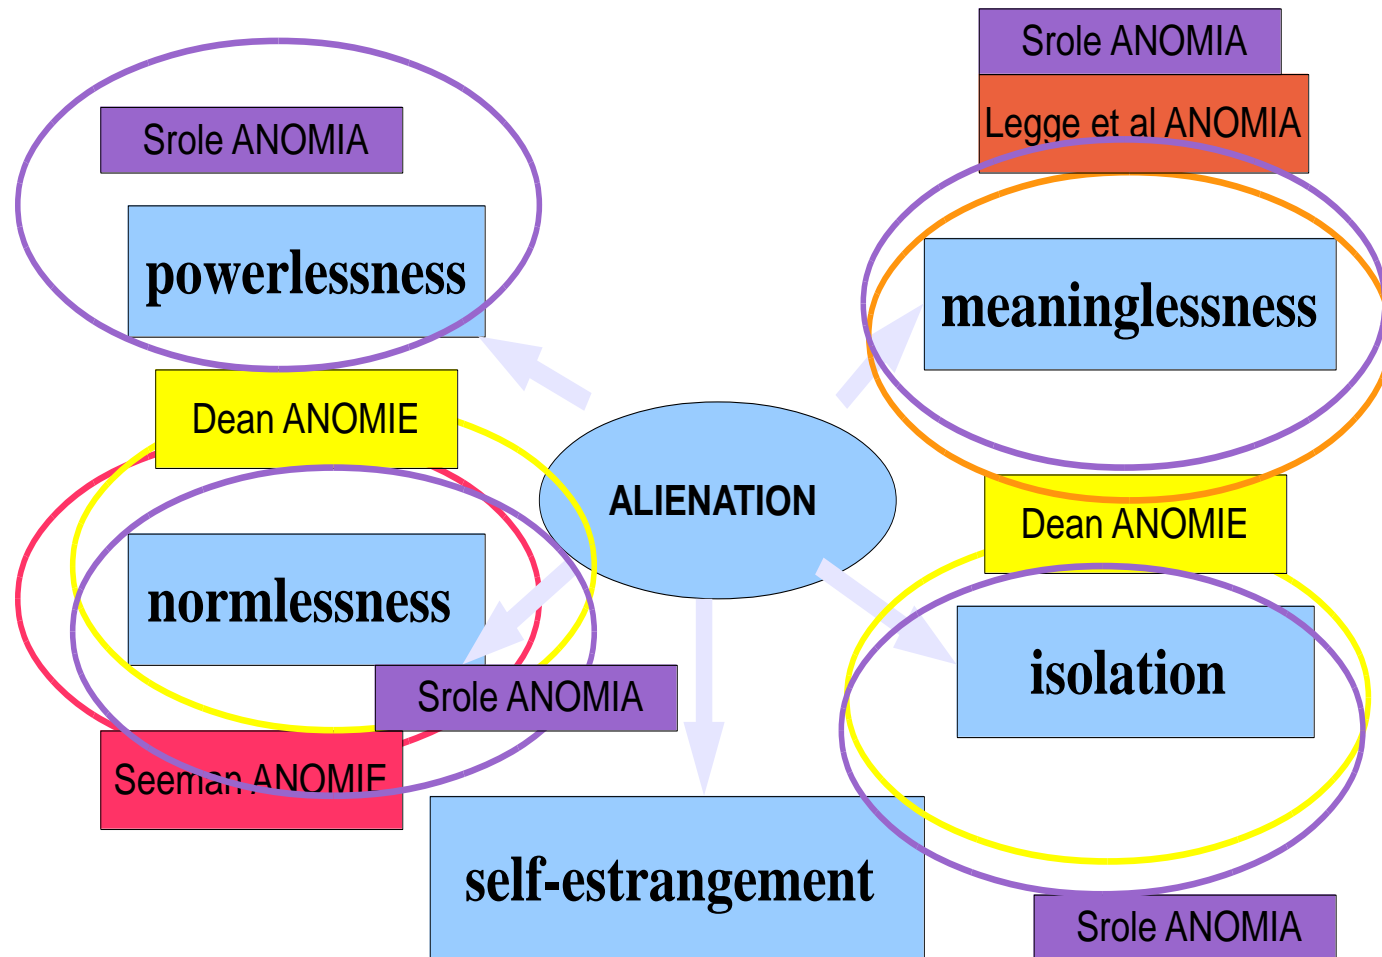 Srole ANOMIA
Legge et al ANOMIA
Srole ANOMIA
powerlessness
meaninglessness
Dean ANOMIE
ALIENATION
Dean ANOMIE
normlessness
isolation
Srole ANOMIA
Seeman ANOMIE
self-estrangement
Srole ANOMIA